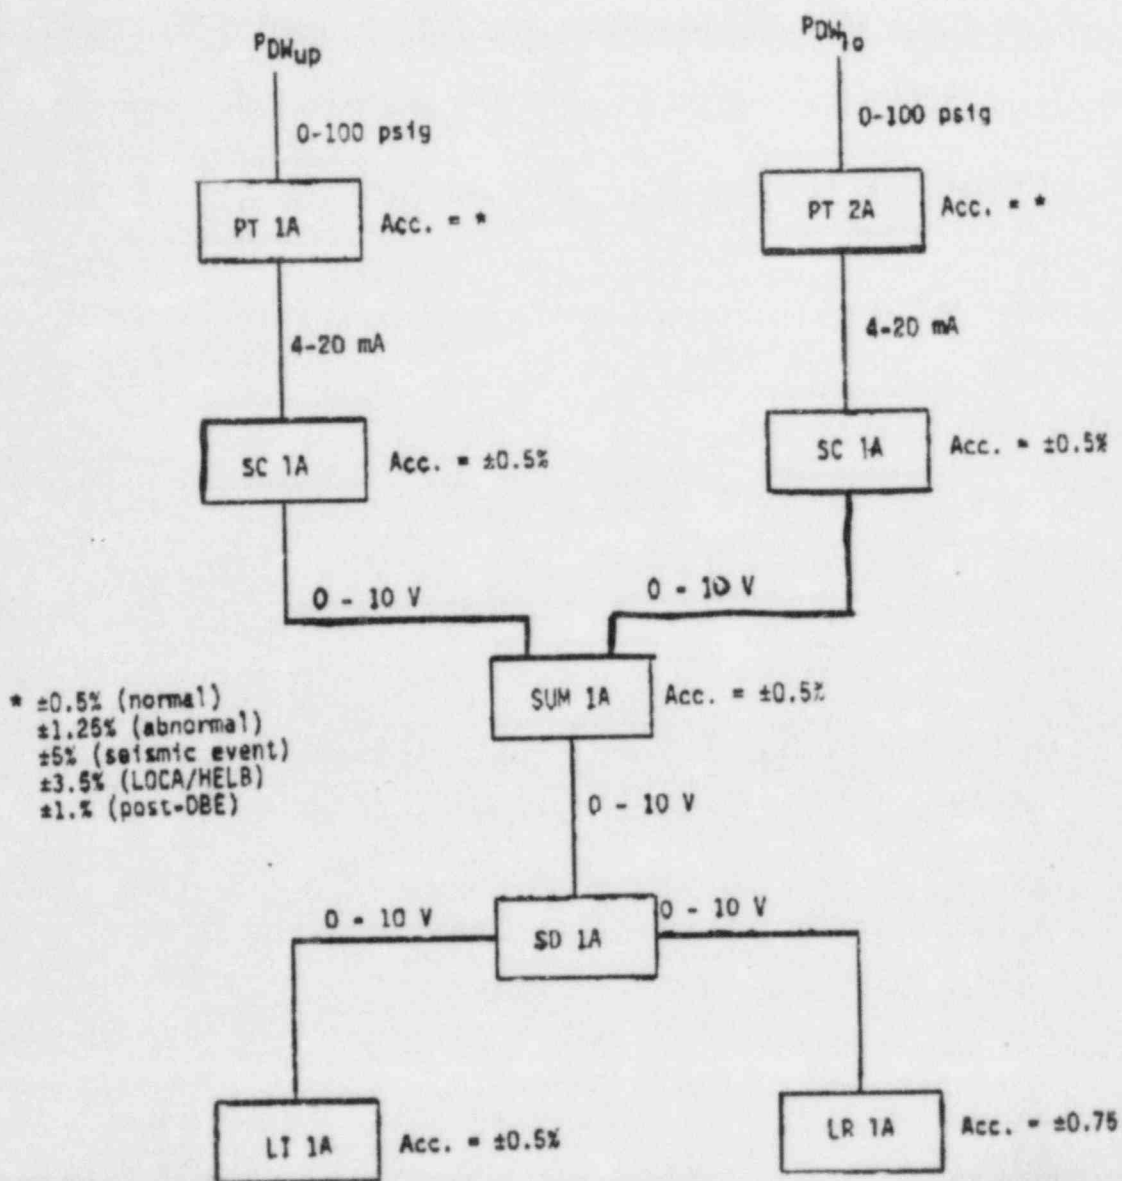 PDWup
PDWlo
0-100 psig
0-100 psig
PT 1A
Acc. = *
PT 2A
Acc. = *
4-20 mA
4-20 mA
SC 1A
Acc. = ±0.5%
SC 1A
Acc. = ±0.5%
0 - 10 V
0 - 10 V
SUM 1A
Acc. = ±0.5%
* ±0.5% (normal)
±1.25% (abnormal)
±5% (seismic event)
±3.5% (LOCA/HELB)
±1.% (post-DBE)
0 - 10 V
0 - 10 V
0 - 10 V
SD 1A
LI 1A
Acc. = ±0.5%
LR 1A
Acc. = ±0.75